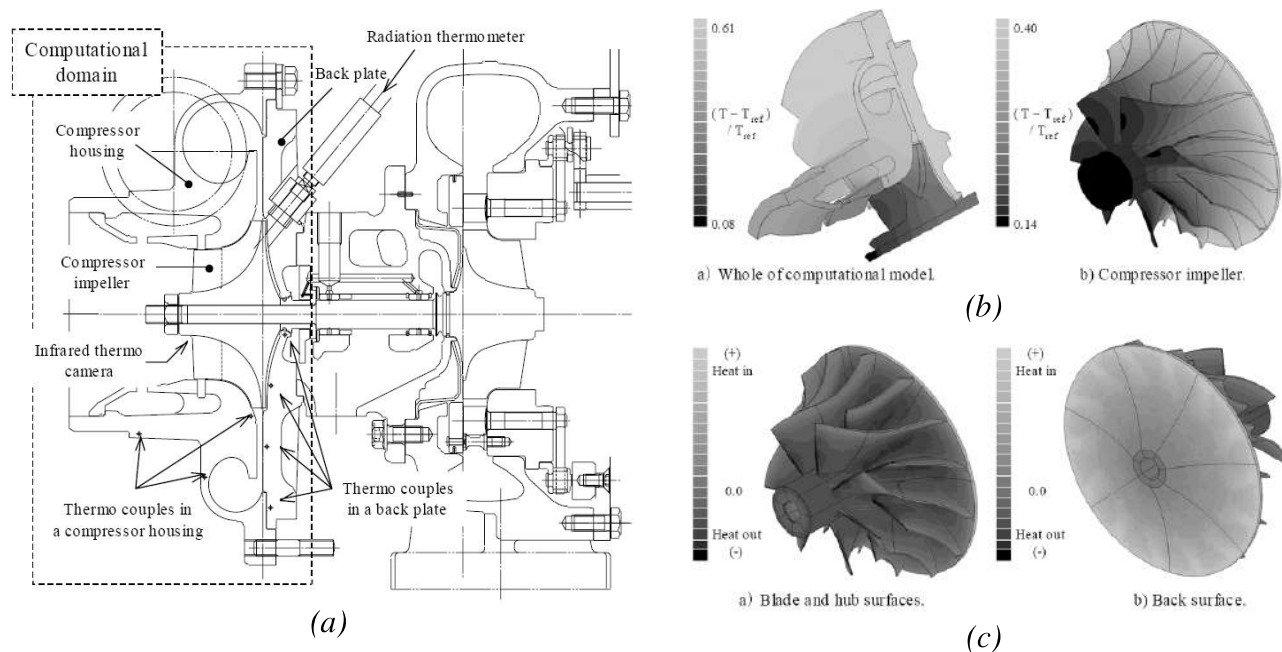 Computational
domain
Radiation thermometer
Back plate
Compressor
housing
Compressor
impeller
Infrared thermo
camera
Thermo couples in
a compressor housing
Thermo couples
in a back plate
(a)
0.61
(T − Tref)
/ Tref
0.08
a) Whole of computational model.
0.40
(T − Tref)
/ Tref
0.14
b) Compressor impeller.
(b)
(+)
Heat in
0.0
Heat out
(-)
a) Blade and hub surfaces.
(+)
Heat in
0.0
Heat out
(-)
b) Back surface.
(c)